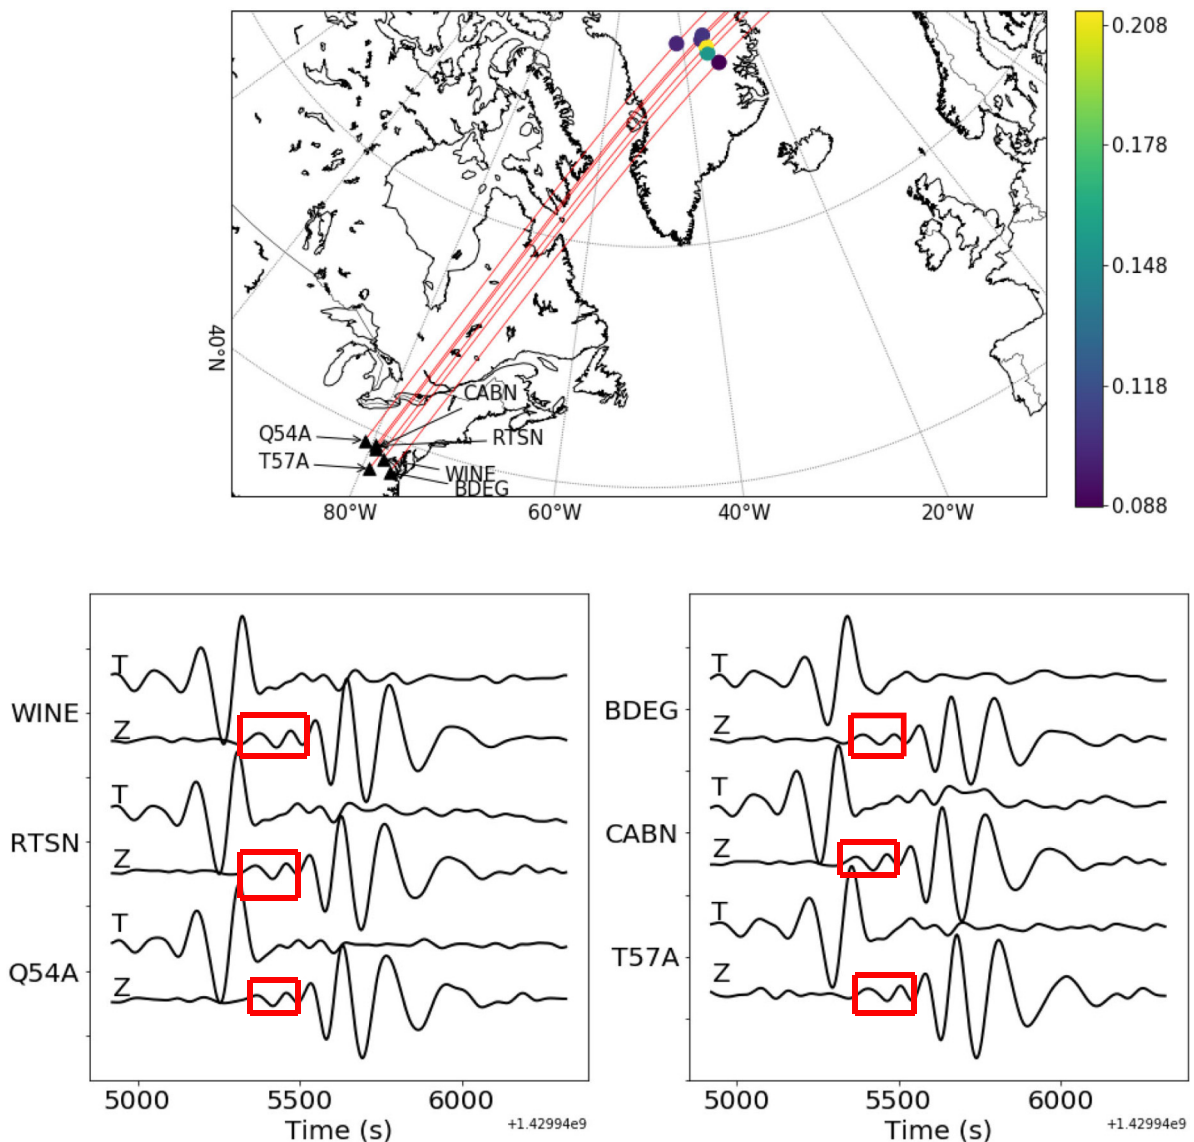 0.208
0.178
0.148
0.118
0.088
40°N
CABN
Q54A
RTSN
T57A
WINE
BDEG
80°W 60°W 40°W 20°W
T
WINE
Z
T
RTSN
Z
T
Q54A
Z
5000 5500 6000
Time (s)
+1.42994e9
T
BDEG
Z
T
CABN
Z
T
T57A
Z
5000 5500 6000
Time (s)
+1.42994e9